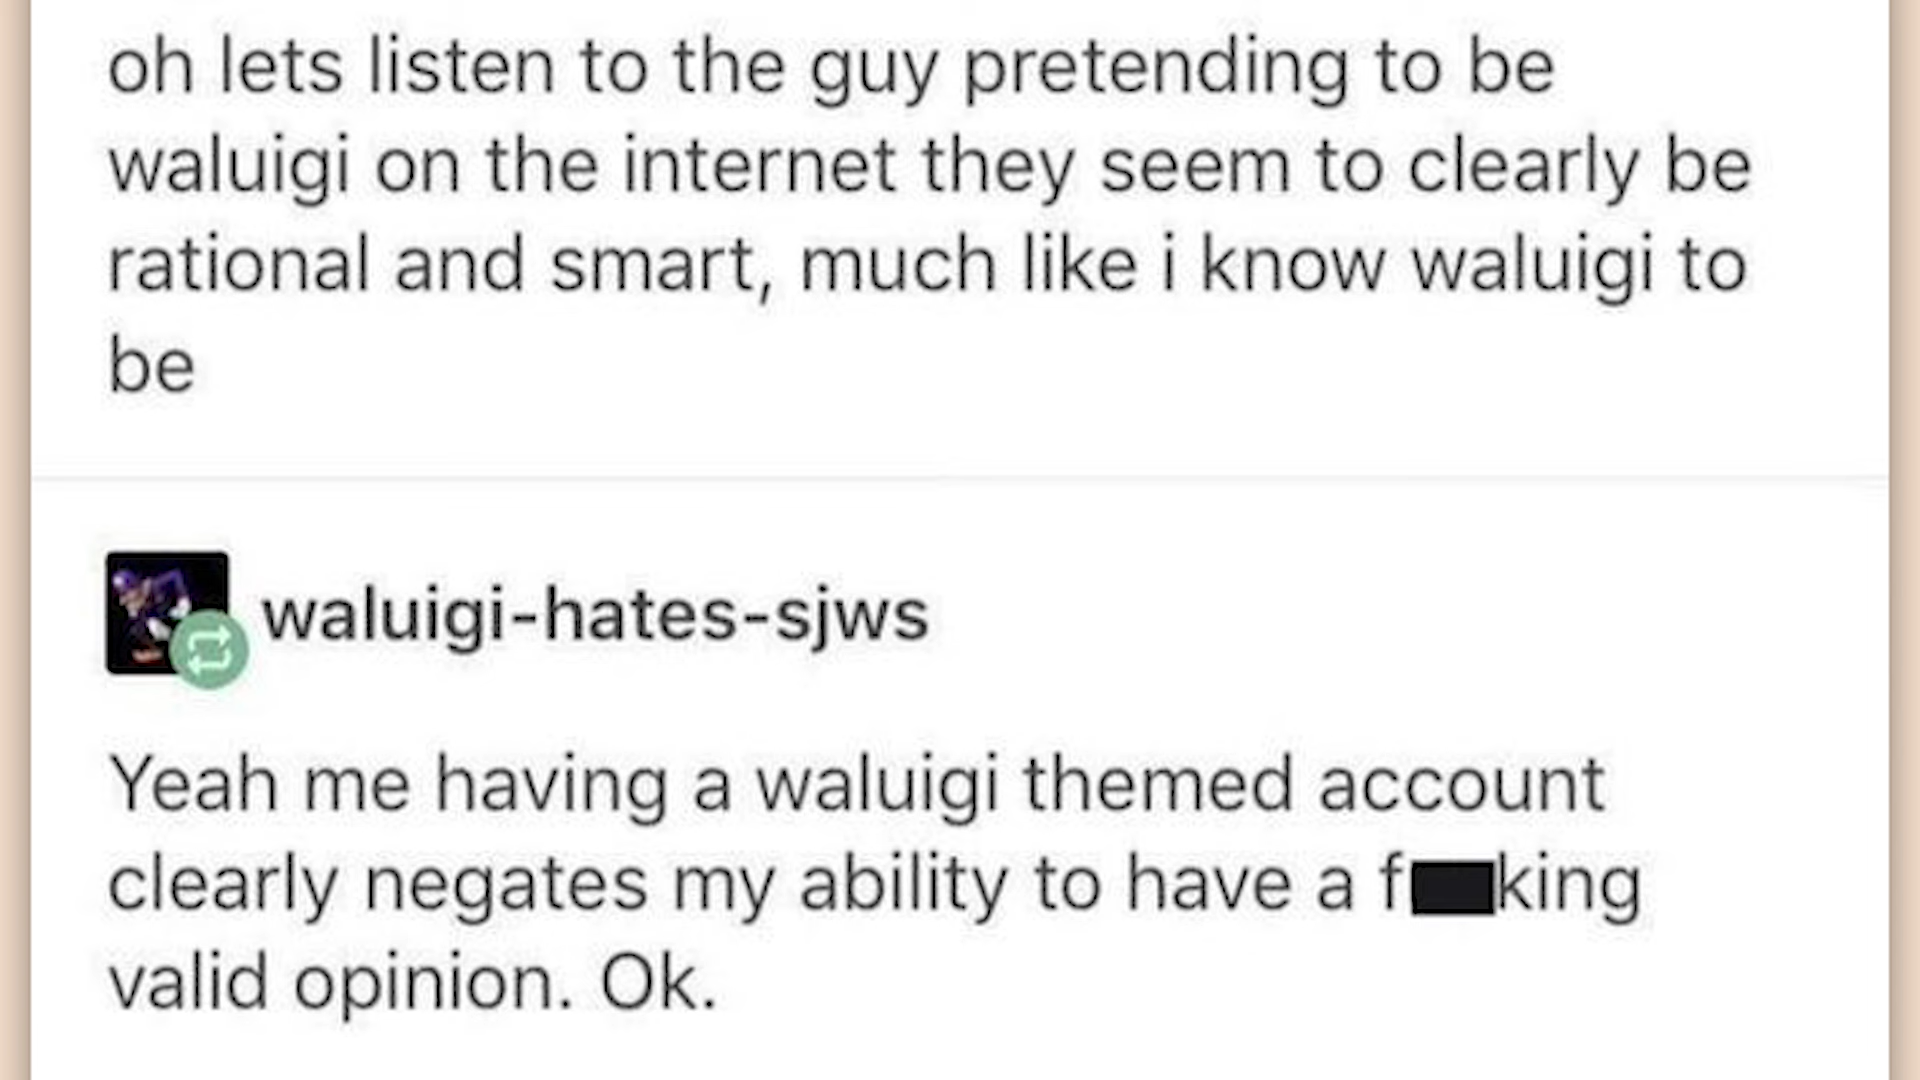 oh lets listen to the guy pretending to be
waluigi on the internet they seem to clearly be
rational and smart, much like i know waluigi to
be
waluigi-hates-sjws
Yeah me having a waluigi themed account
clearly negates my ability to have a f██king
valid opinion. Ok.